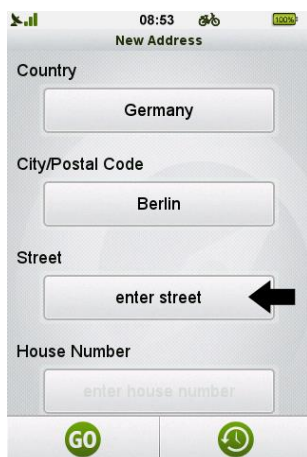 08:53
100%
New Address
Country
Germany
City/Postal Code
Berlin
Street
enter street
House Number
enter house number
GO